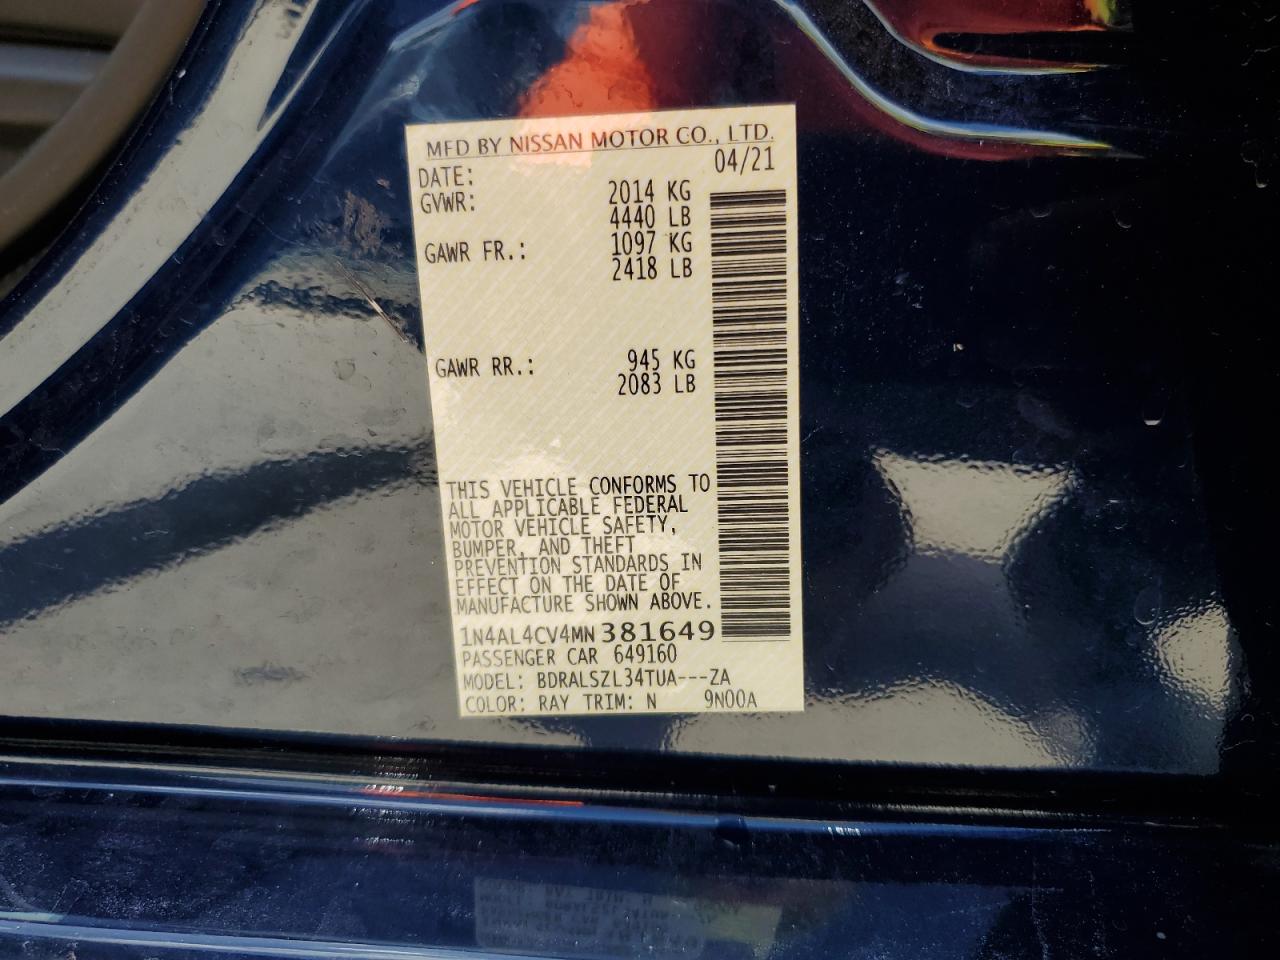 MFD BY NISSAN MOTOR CO., LTD.
DATE: 04/21
GVWR: 2014 KG
4440 LB
GAWR FR.: 1097 KG
2418 LB
GAWR RR.: 945 KG
2083 LB
THIS VEHICLE CONFORMS TO
ALL APPLICABLE FEDERAL
MOTOR VEHICLE SAFETY,
BUMPER, AND THEFT
PREVENTION STANDARDS IN
EFFECT ON THE DATE OF
MANUFACTURE SHOWN ABOVE.
1N4AL4CV4MN381649
PASSENGER CAR 649160
MODEL: BDRALSZL34TUA---ZA
COLOR: RAY TRIM: N 9N00A